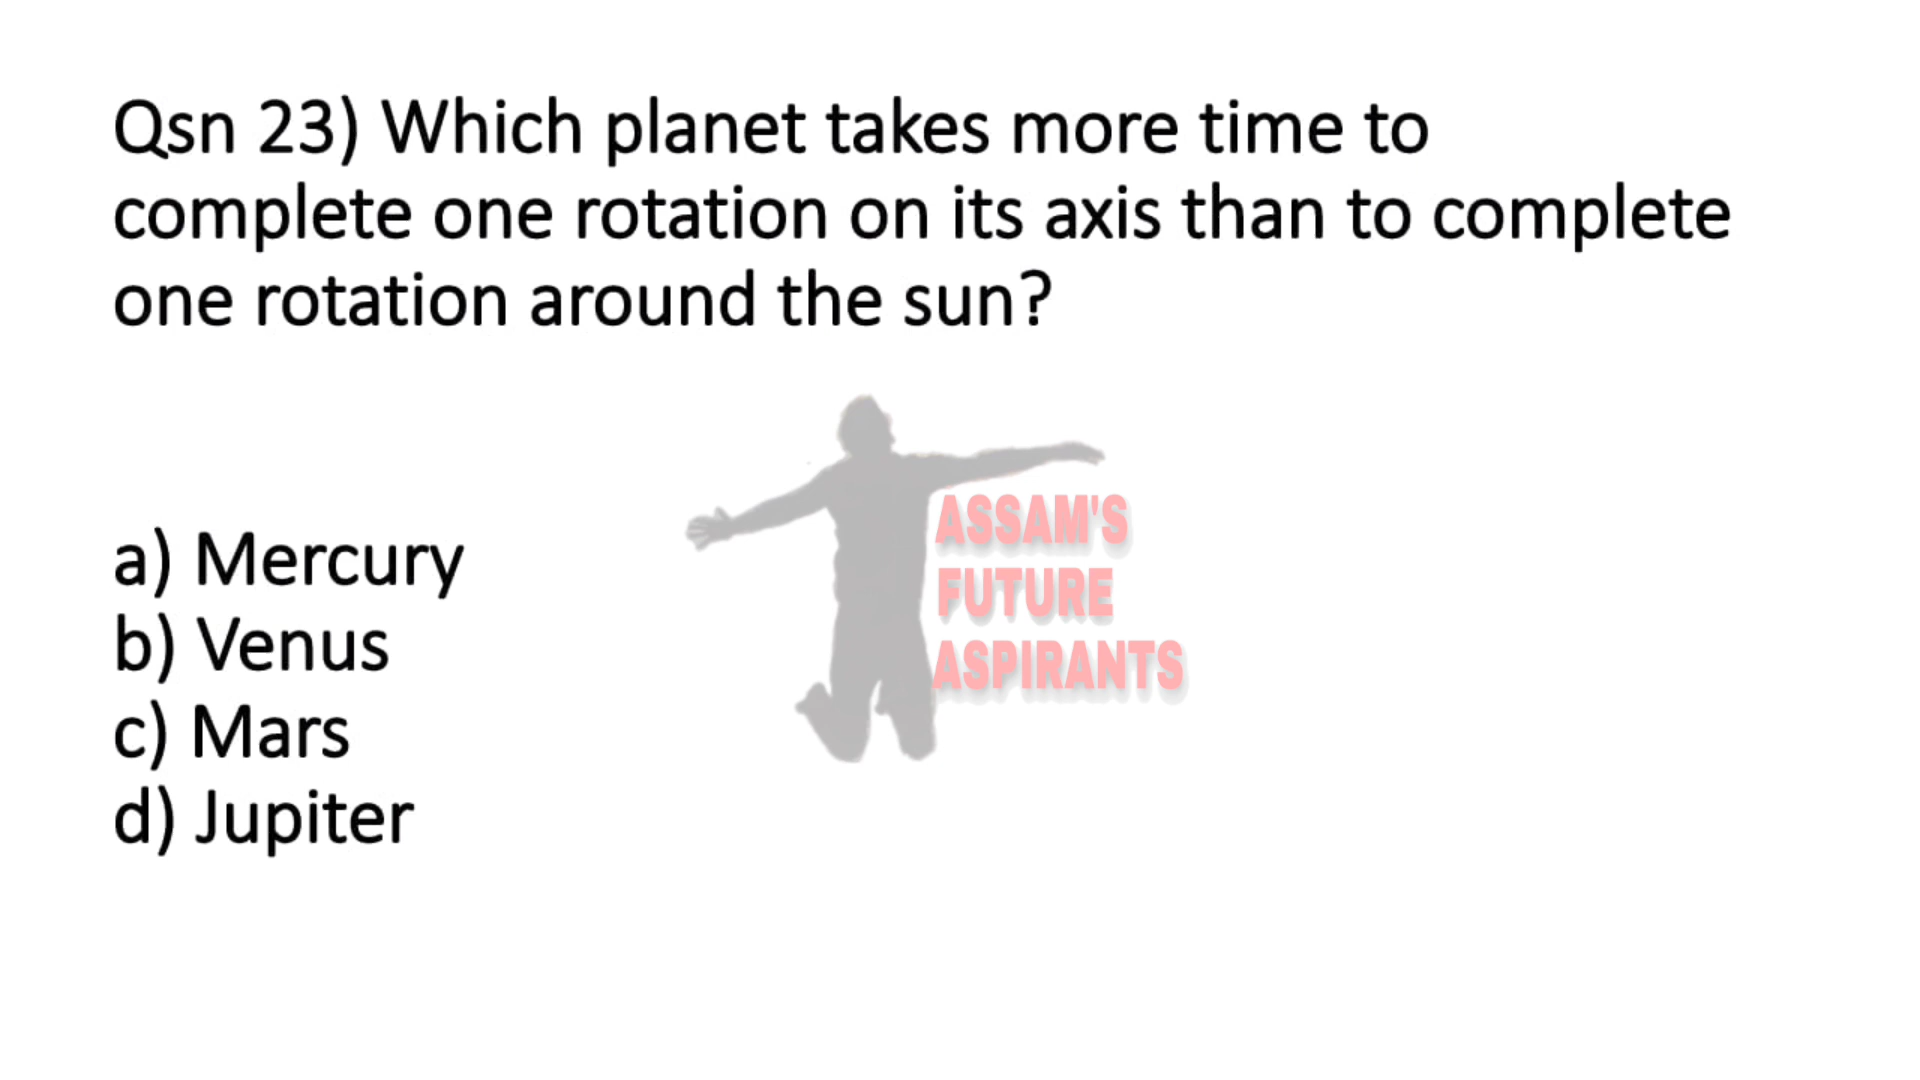 Qsn 23) Which planet takes more time to
complete one rotation on its axis than to complete
one rotation around the sun?
ASSAM'S
FUTURE
ASPIRANTS
a) Mercury
b) Venus
c) Mars
d) Jupiter